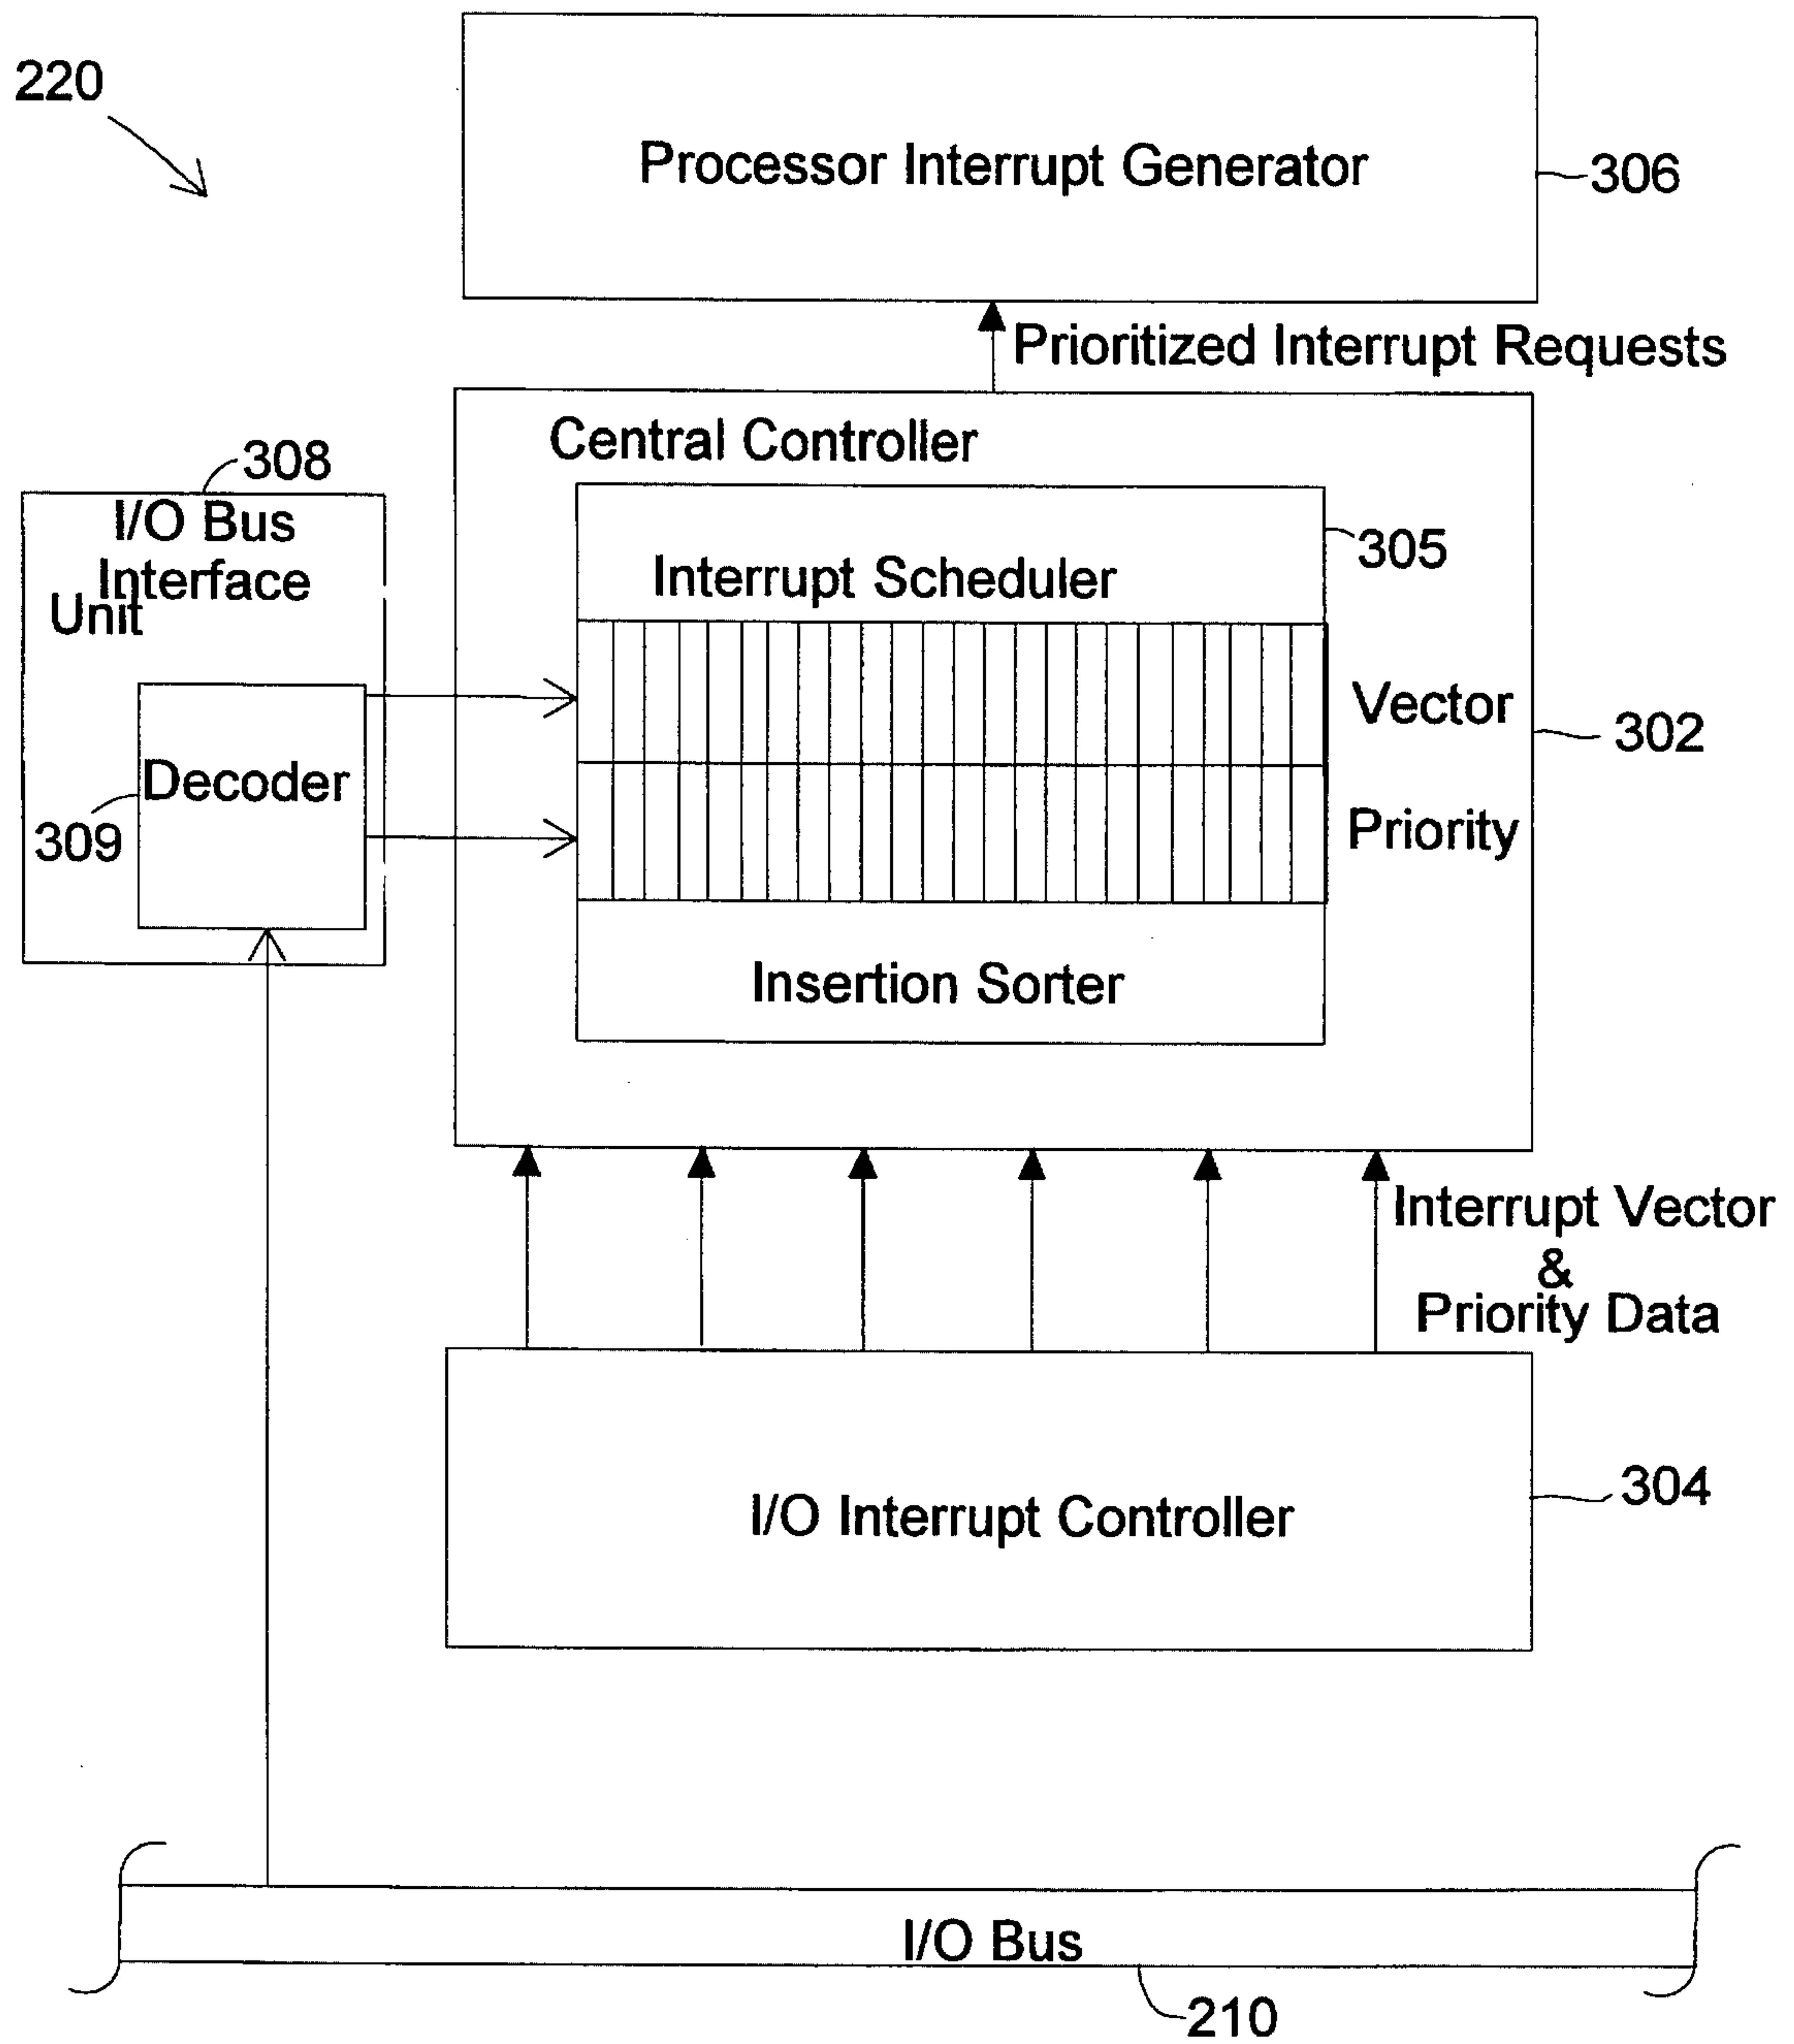 220
Processor Interrupt Generator
306
Prioritized Interrupt Requests
Central Controller
308
I/O Bus
Interface
Unit
305
Interrupt Scheduler
Vector
302
Decoder
Priority
309
Insertion Sorter
Interrupt Vector
&
Priority Data
304
I/O Interrupt Controller
I/O Bus
210